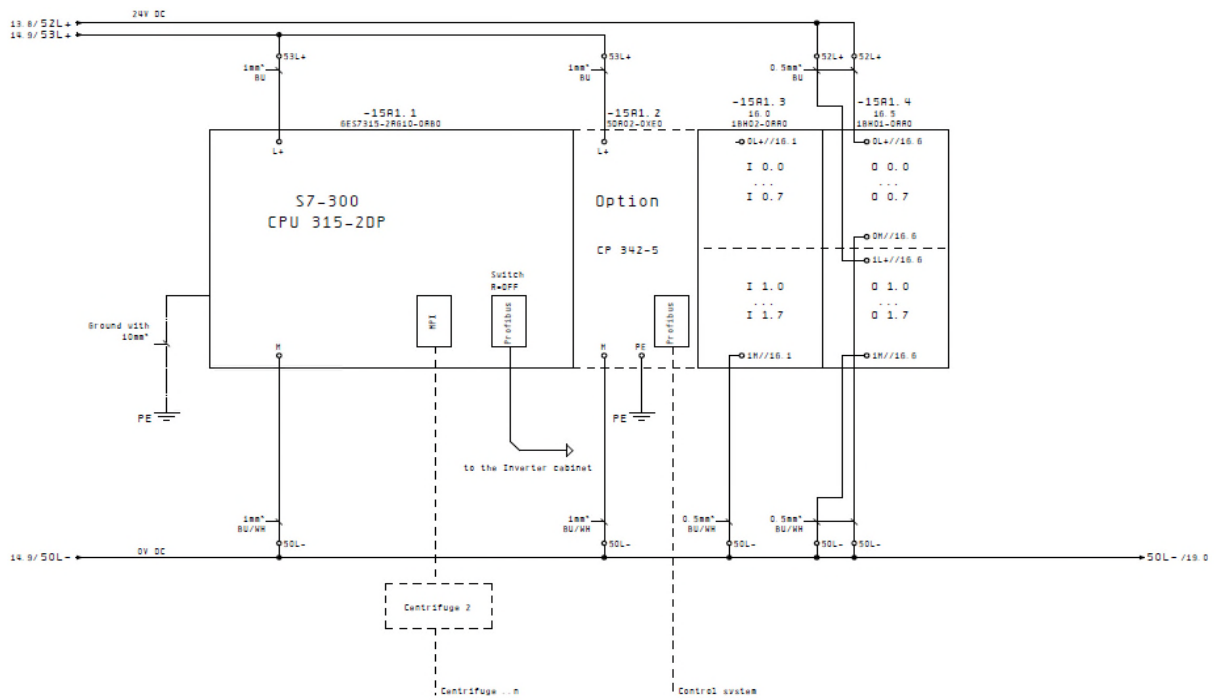 24V DC
13.8/52L+
14.9/53L+
53L+
53L+
52L+
52L+
1mm²
BU
1mm²
BU
0.5mm²
BU
-15A1.1
6ES7315-2AG10-0AB0
-15A1.2
5DA02-0XE0
-15A1.3
16.0
1BH02-0AA0
-15A1.4
16.5
1BH01-0AA0
L+
L+
0L+//16.1
0L+//16.6
S7-300
CPU 315-2DP
Option
CP 342-5
I 0.0
...
I 0.7
O 0.0
...
O 0.7
0M//16.6
1L+//16.6
Switch
R=OFF
MPI
Profibus
Profibus
I 1.0
...
I 1.7
O 1.0
...
O 1.7
Ground with
10mm²
M
M
PE
1M//16.1
1M//16.6
PE
PE
to the Inverter cabinet
1mm²
BU/WH
1mm²
BU/WH
0.5mm²
BU/WH
0.5mm²
BU/WH
50L-
50L-
50L-
50L-
50L-
14.9/50L-
0V DC
50L-/19.0
Centrifuge 2
Centrifuge ..n
Control system